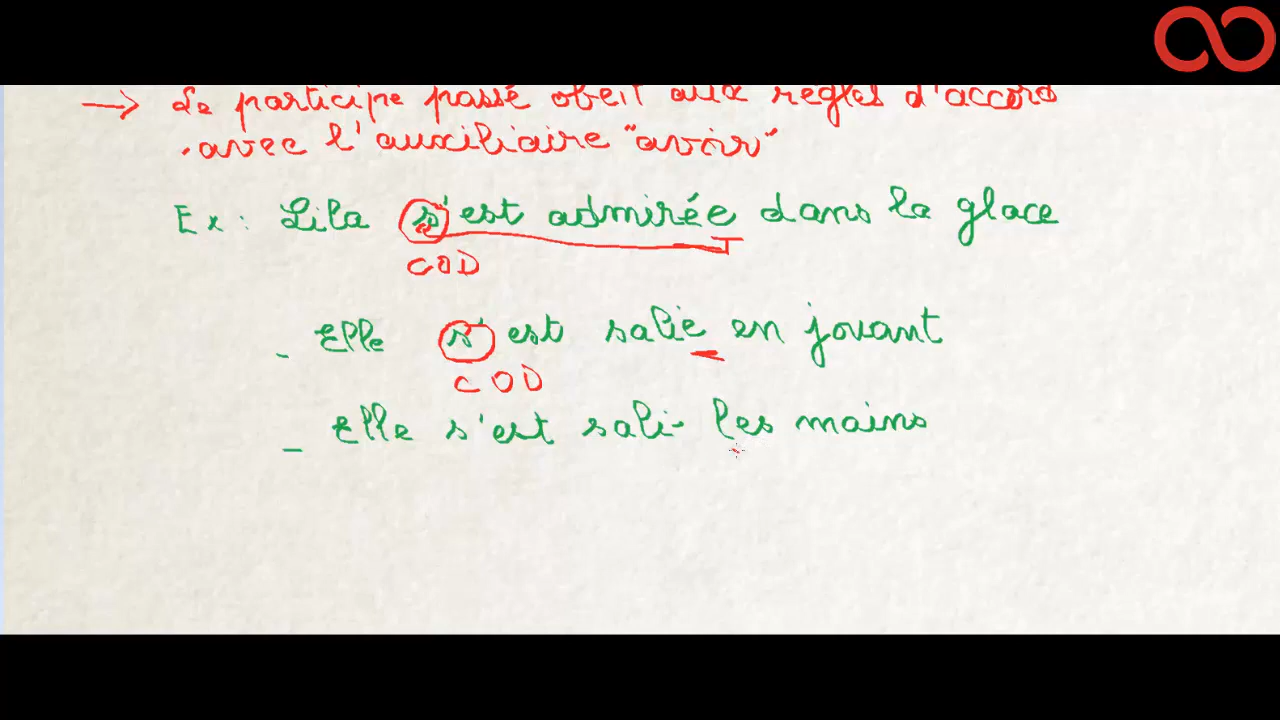 → Le participe passé obéit aux règles d'accord
avec l'auxiliaire "avoir"
Ex : Lila s'est admirée dans la glace
COD
- Elle s'est salie en jouant
COD
- Elle s'est sali les mains